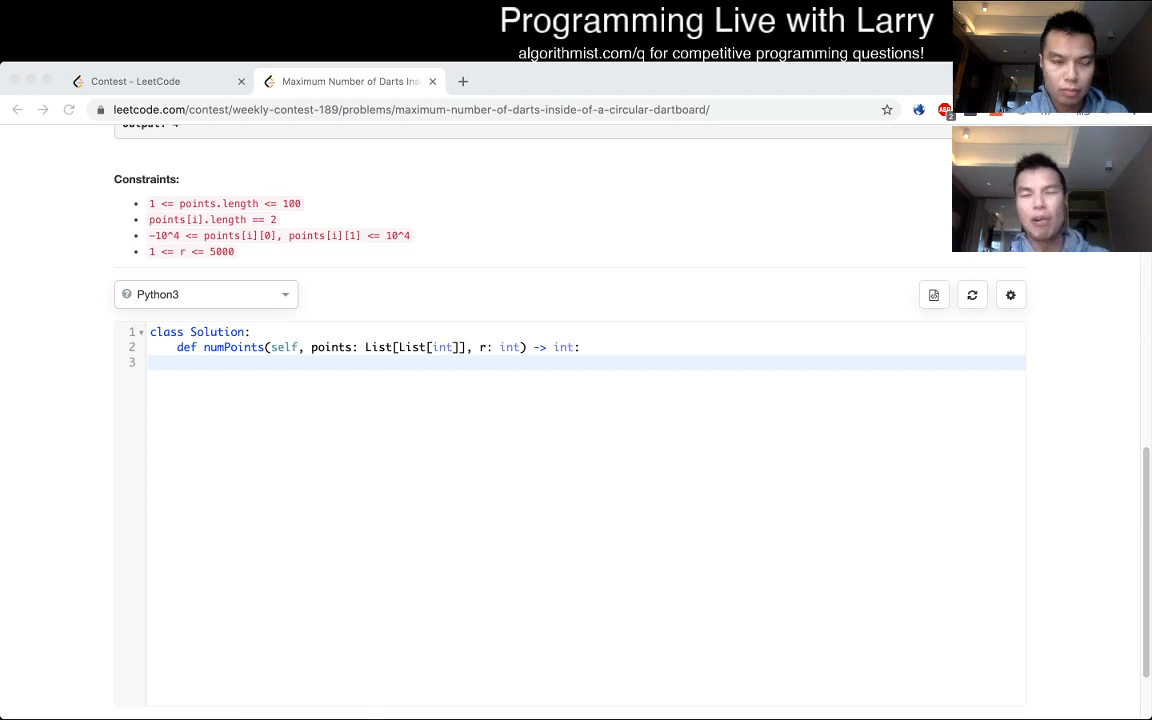 Programming Live with Larry
algorithmist.com/q for competitive programming questions!
Contest - LeetCode
Maximum Number of Darts Ins
leetcode.com/contest/weekly-contest-189/problems/maximum-number-of-darts-inside-of-a-circular-dartboard/
Constraints:
1 <= points.length <= 100
points[i].length == 2
-10^4 <= points[i][0], points[i][1] <= 10^4
1 <= r <= 5000
Python3
1 class Solution:
2 def numPoints(self, points: List[List[int]], r: int) -> int:
3